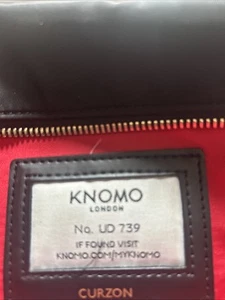 KNOMO
LONDON
No. UD 739
IF FOUND VISIT
KNOMO.COM/MYKNOMO
CURZON